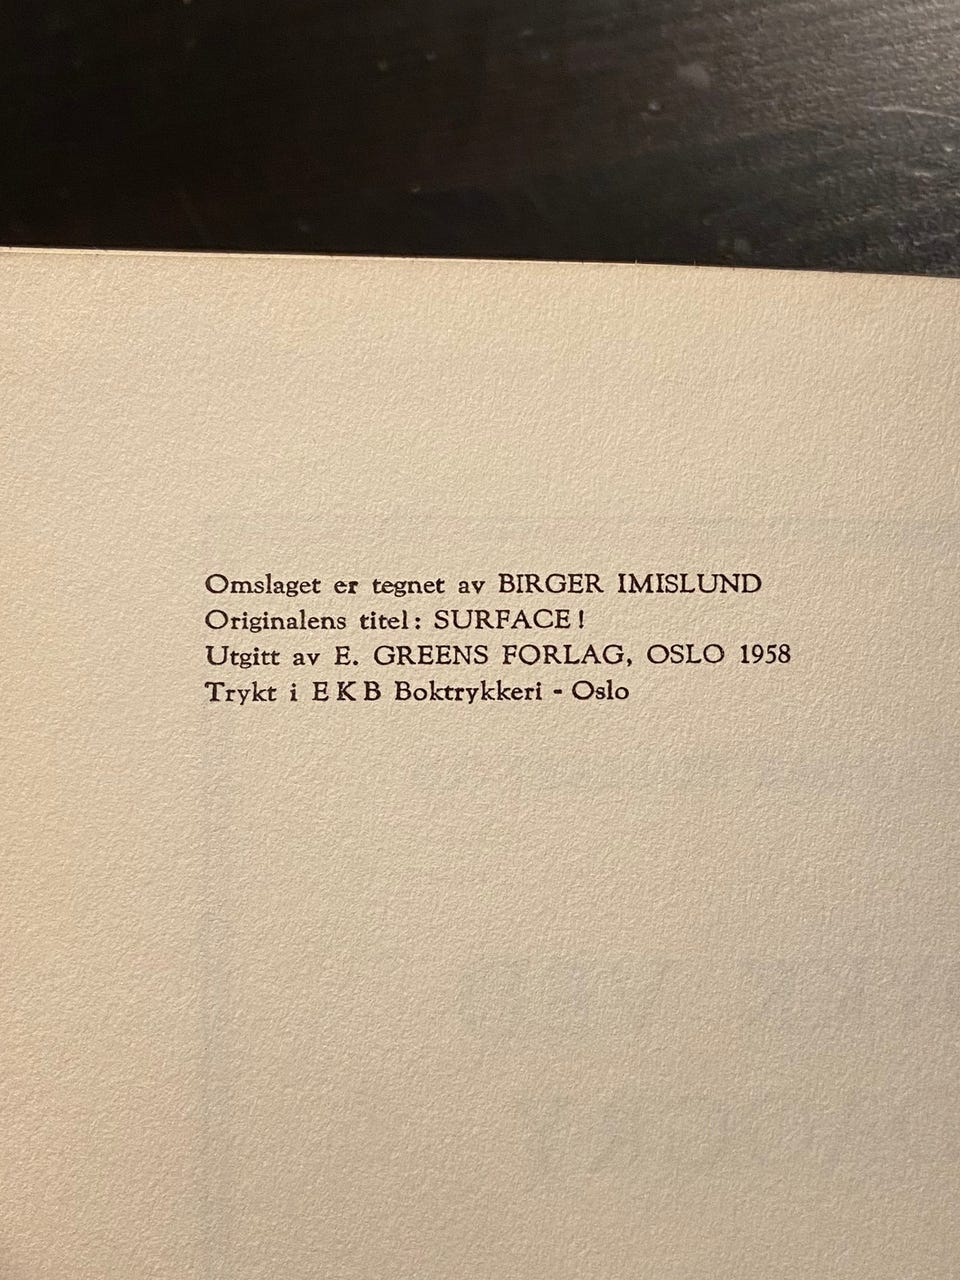 Omslaget er tegnet av BIRGER IMISLUND
Originalens titel: SURFACE!
Utgitt av E. GREENS FORLAG, OSLO 1958
Trykt i E K B Boktrykkeri - Oslo